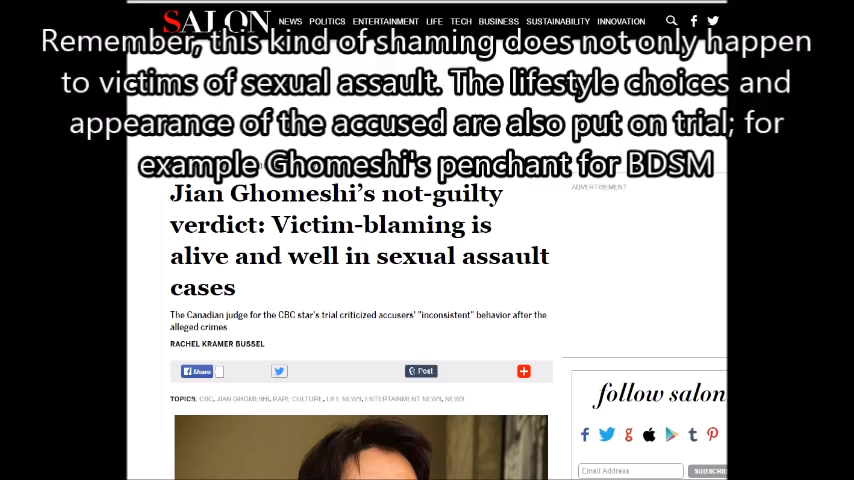 SALON NEWS POLITICS ENTERTAINMENT LIFE TECH BUSINESS SUSTAINABILITY INNOVATION
Remember, this kind of shaming does not only happen
to victims of sexual assault. The lifestyle choices and
appearance of the accused are also put on trial; for
example Ghomeshi's penchant for BDSM
ADVERTISEMENT
Jian Ghomeshi's not-guilty
verdict: Victim-blaming is
alive and well in sexual assault
cases
The Canadian judge for the CBC star's trial criticized accusers' "inconsistent" behavior after the
alleged crimes
RACHEL KRAMER BUSSEL
Share
Post
TOPICS: CBC, JIAN GHOMESHI, RAPE CULTURE, LIFE NEWS, ENTERTAINMENT NEWS, NEWS
follow salon
Email Address
SUBSCRIBE